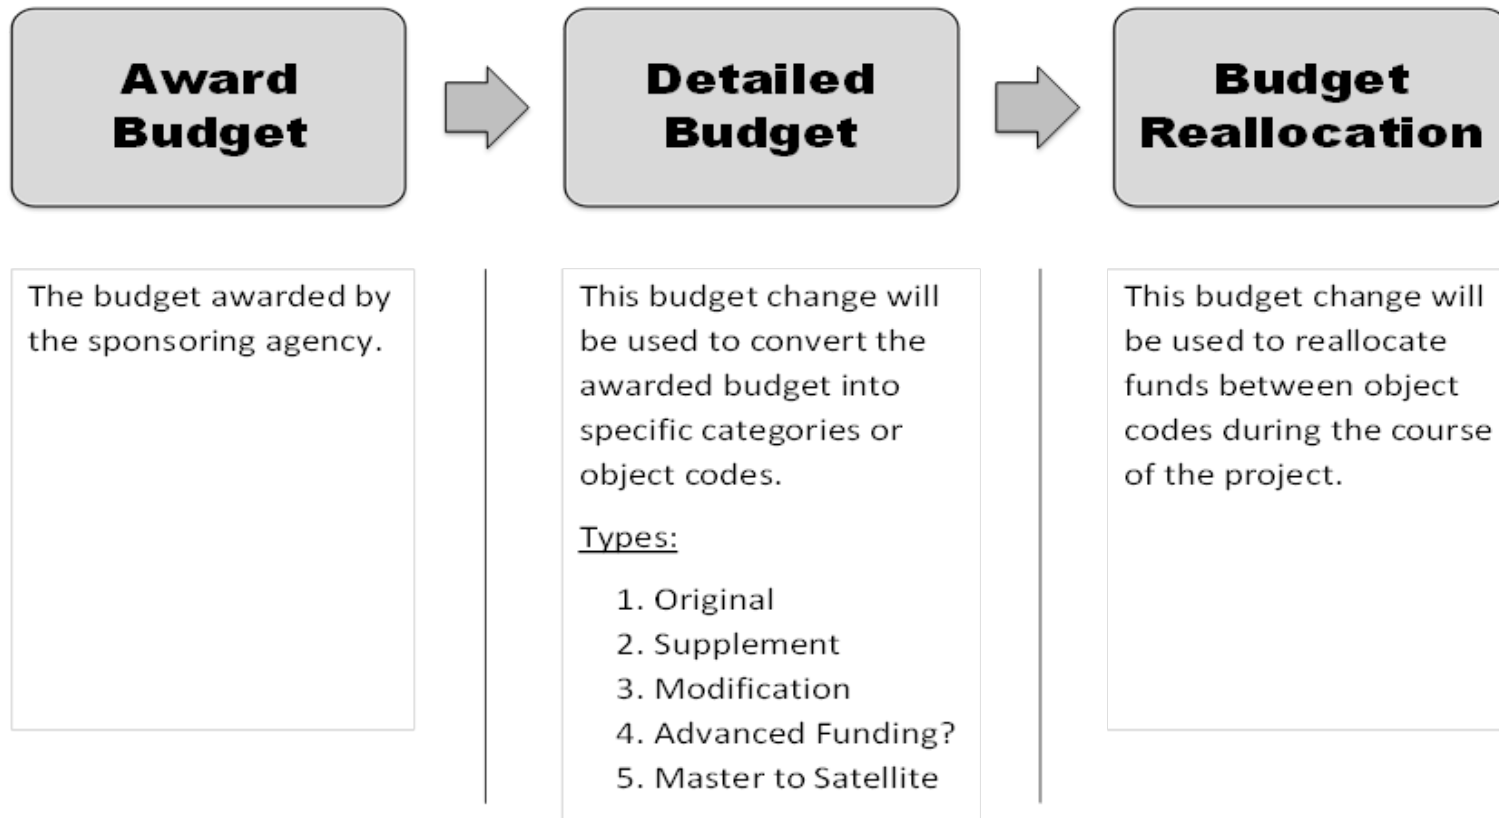 Award
Budget
Detailed
Budget
Budget
Reallocation
The budget awarded by
the sponsoring agency.
This budget change will
be used to convert the
awarded budget into
specific categories or
object codes.
Types:
1. Original
2. Supplement
3. Modification
4. Advanced Funding?
5. Master to Satellite
This budget change will
be used to reallocate
funds between object
codes during the course
of the project.